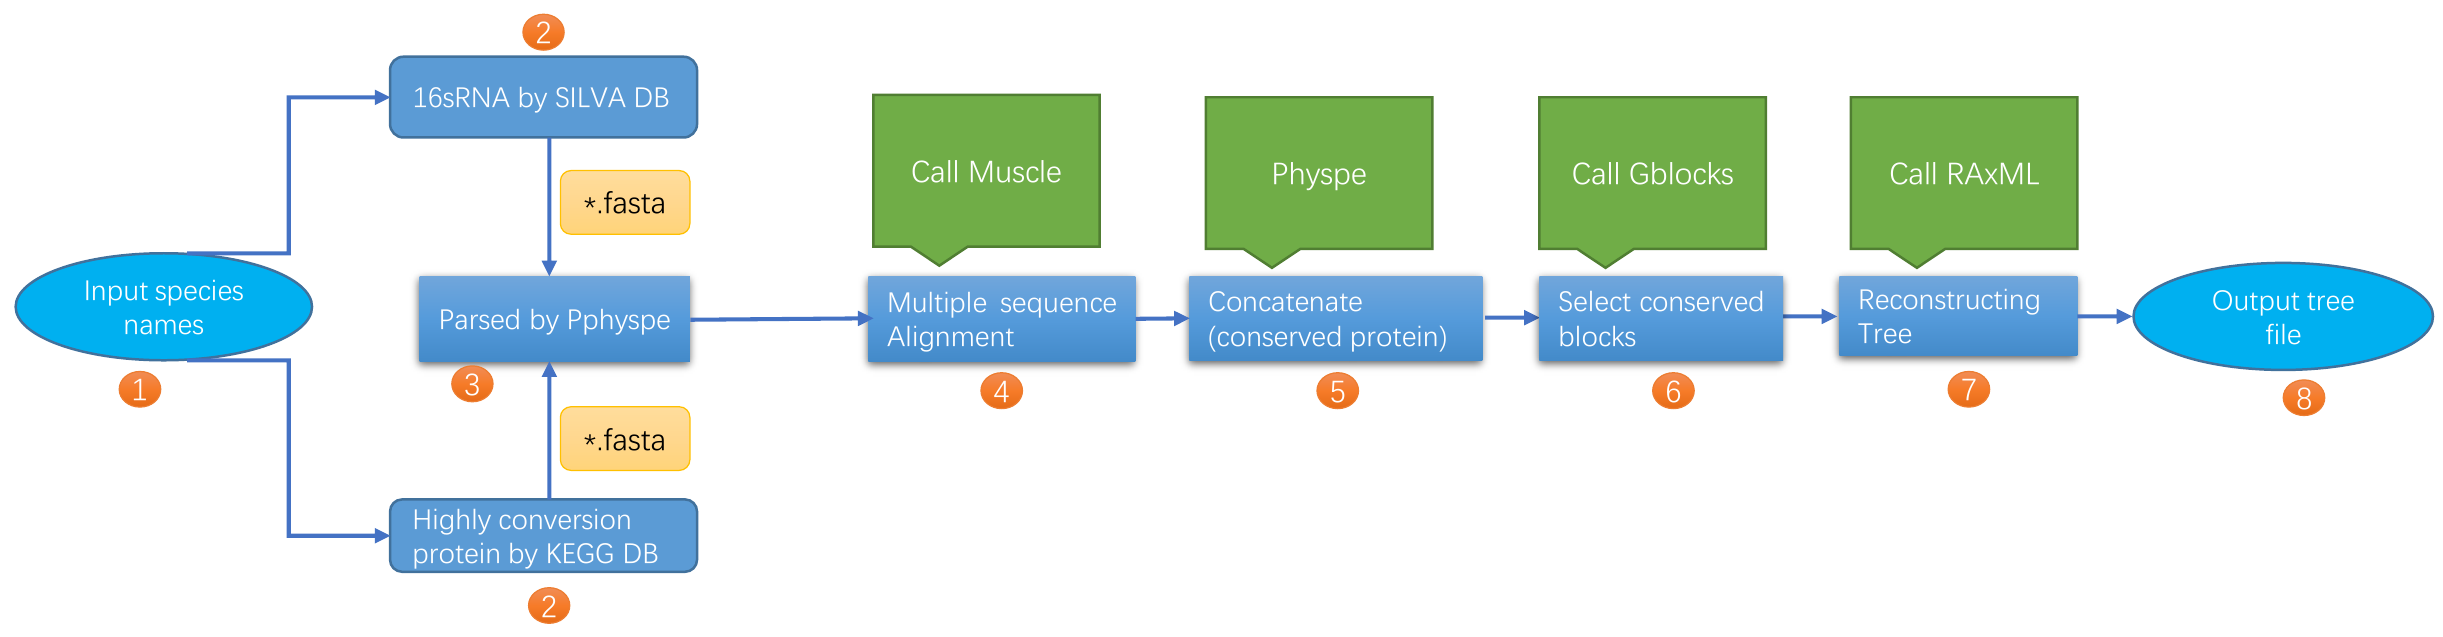 2
16sRNA by SILVA DB
*.fasta
Input species
names
1
Parsed by Pphyspe
3
*.fasta
Highly conversion
protein by KEGG DB
2
Call Muscle
Multiple sequence
Alignment
4
Physpe
Concatenate
(conserved protein)
5
Call Gblocks
Select conserved
blocks
6
Call RAxML
Reconstructing
Tree
7
Output tree
file
8